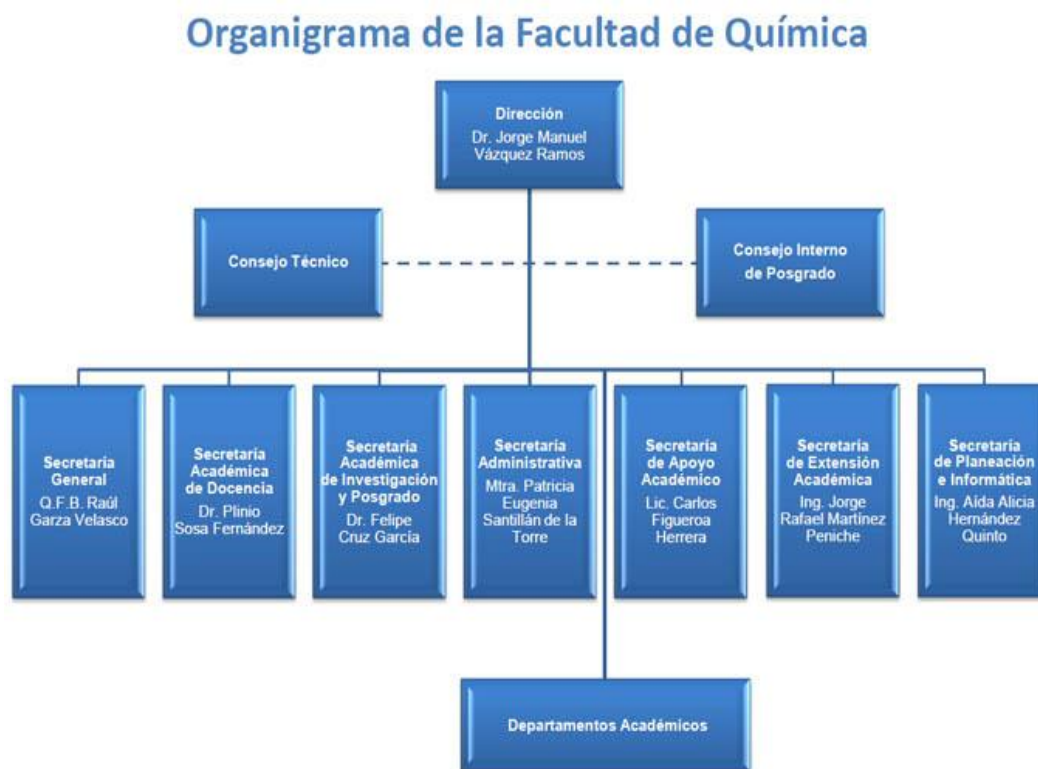 Organigrama de la Facultad de Química
Dirección
Dr. Jorge Manuel
Vázquez Ramos
Consejo Técnico
Consejo Interno
de Posgrado
Secretaría
General
Q.F.B. Raúl
Garza Velasco
Secretaría
Académica
de Docencia
Dr. Plinio
Sosa Fernández
Secretaría
Académica
de Investigación
y Posgrado
Dr. Felipe
Cruz García
Secretaría
Administrativa
Mtra. Patricia
Eugenia
Santillán de la
Torre
Secretaría
de Apoyo
Académico
Lic. Carlos
Figueroa
Herrera
Secretaría
de Extensión
Académica
Ing. Jorge
Rafael Martínez
Peniche
Secretaría
de Planeación
e Informática
Ing. Aída Alicia
Hernández
Quinto
Departamentos Académicos